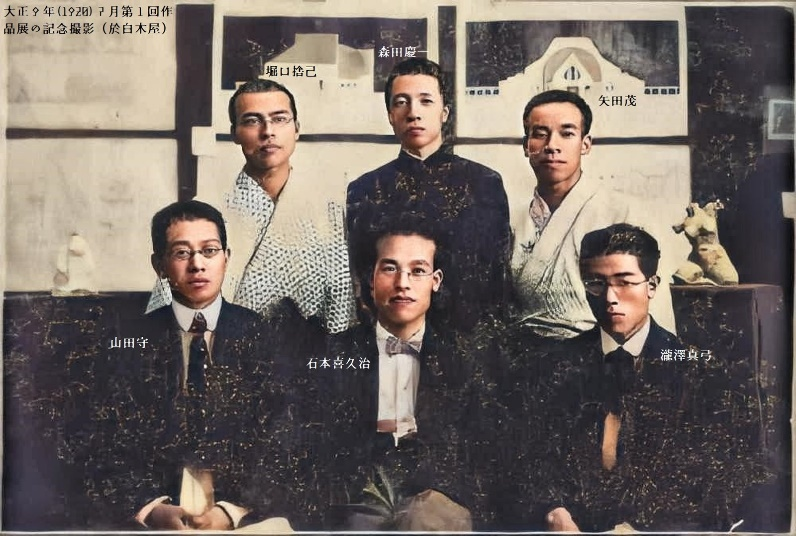 大正9年(1920)7月第1回作
品展の記念撮影（於白木屋）
森田慶一
堀口捨己
矢田茂
山田守
石本喜久治
瀧澤真弓